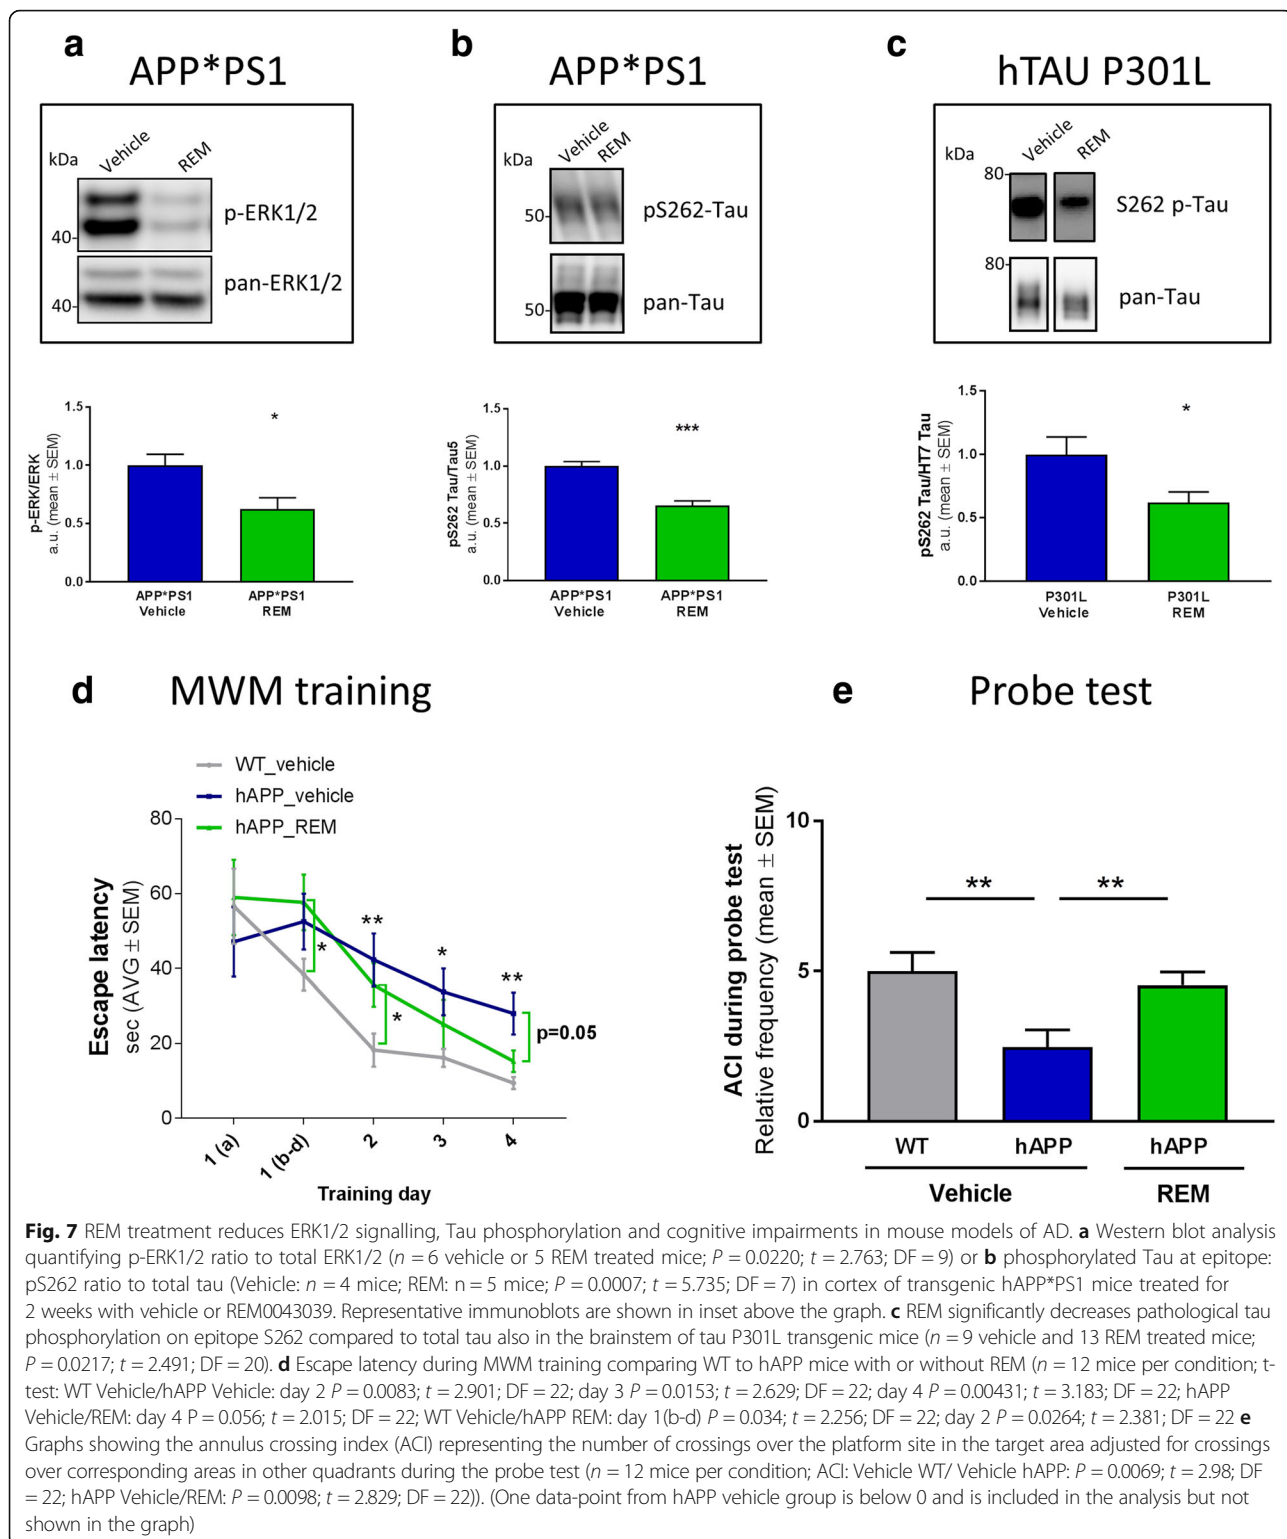 a
APP*PS1
kDa
Vehicle
REM
p-ERK1/2
40-
pan-ERK1/2
40-
1.5
1.0
0.5
0.0
p-ERK/ERK
a.u. (mean ± SEM)
*
APP*PS1
Vehicle
APP*PS1
REM
b
APP*PS1
kDa
Vehicle
REM
50-
pS262-Tau
50-
pan-Tau
1.5
1.0
0.5
0.0
pS262 Tau/Tau5
a.u. (mean ± SEM)
***
APP*PS1
Vehicle
APP*PS1
REM
c
hTAU P301L
kDa
Vehicle
REM
80-
S262 p-Tau
80-
pan-Tau
1.5
1.0
0.5
0.0
pS262 Tau/HT7 Tau
a.u. (mean ± SEM)
*
P301L
Vehicle
P301L
REM
d
MWM training
WT_vehicle
hAPP_vehicle
hAPP_REM
80
60
40
20
0
Escape latency
sec (AVG ± SEM)
*
**
*
*
**
p=0.05
1 (a)
1 (b-d)
2
3
4
Training day
e
Probe test
10
5
0
ACI during probe test
Relative frequency (mean ± SEM)
**
**
WT
hAPP
hAPP
Vehicle
REM
Fig. 7 REM treatment reduces ERK1/2 signalling, Tau phosphorylation and cognitive impairments in mouse models of AD. a Western blot analysis
quantifying p-ERK1/2 ratio to total ERK1/2 (n = 6 vehicle or 5 REM treated mice; P = 0.0220; t = 2.763; DF = 9) or b phosphorylated Tau at epitope:
pS262 ratio to total tau (Vehicle: n = 4 mice; REM: n = 5 mice; P = 0.0007; t = 5.735; DF = 7) in cortex of transgenic hAPP*PS1 mice treated for
2 weeks with vehicle or REM0043039. Representative immunoblots are shown in inset above the graph. c REM significantly decreases pathological tau
phosphorylation on epitope S262 compared to total tau also in the brainstem of tau P301L transgenic mice (n = 9 vehicle and 13 REM treated mice;
P = 0.0217; t = 2.491; DF = 20). d Escape latency during MWM training comparing WT to hAPP mice with or without REM (n = 12 mice per condition; t-
test: WT Vehicle/hAPP Vehicle: day 2 P = 0.0083; t = 2.901; DF = 22; day 3 P = 0.0153; t = 2.629; DF = 22; day 4 P = 0.00431; t = 3.183; DF = 22; hAPP
Vehicle/REM: day 4 P = 0.056; t = 2.015; DF = 22; WT Vehicle/hAPP REM: day 1(b-d) P = 0.034; t = 2.256; DF = 22; day 2 P = 0.0264; t = 2.381; DF = 22 e
Graphs showing the annulus crossing index (ACI) representing the number of crossings over the platform site in the target area adjusted for crossings
over corresponding areas in other quadrants during the probe test (n = 12 mice per condition; ACI: Vehicle WT/ Vehicle hAPP: P = 0.0069; t = 2.98; DF
= 22; hAPP Vehicle/REM: P = 0.0098; t = 2.829; DF = 22)). (One data-point from hAPP vehicle group is below 0 and is included in the analysis but not
shown in the graph)